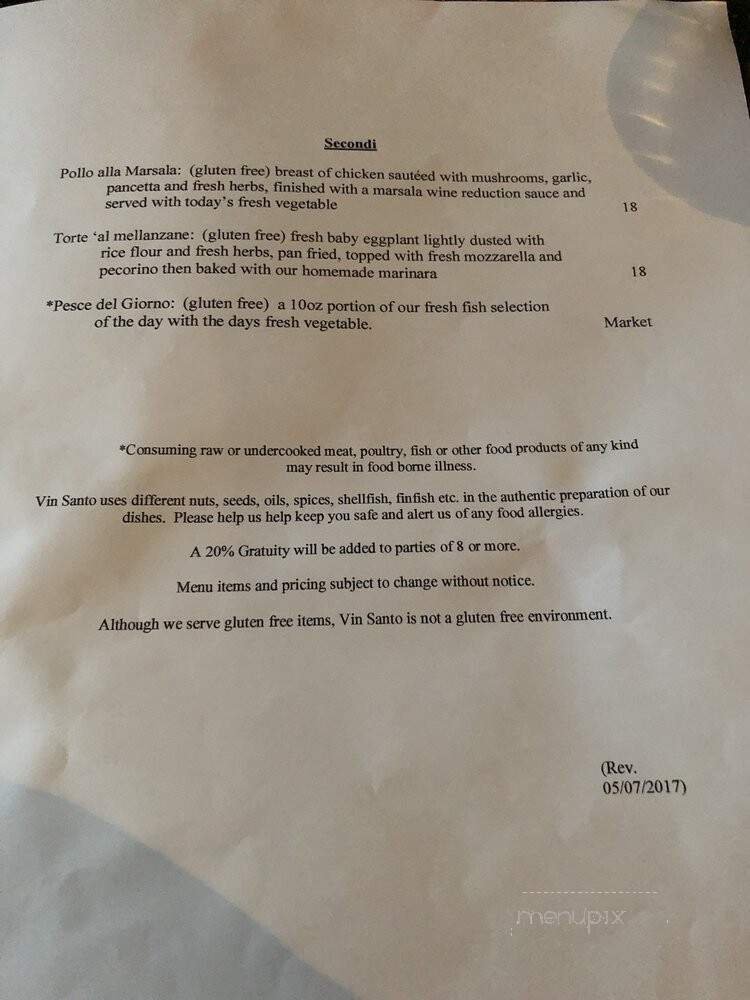 Secondi
Pollo alla Marsala: (gluten free) breast of chicken sautéed with mushrooms, garlic,
pancetta and fresh herbs, finished with a marsala wine reduction sauce and
served with today's fresh vegetable 18
Torte 'al mellanzane: (gluten free) fresh baby eggplant lightly dusted with
rice flour and fresh herbs, pan fried, topped with fresh mozzarella and
pecorino then baked with our homemade marinara 18
*Pesce del Giorno: (gluten free) a 10oz portion of our fresh fish selection
of the day with the days fresh vegetable. Market
*Consuming raw or undercooked meat, poultry, fish or other food products of any kind
may result in food borne illness.
Vin Santo uses different nuts, seeds, oils, spices, shellfish, finfish etc. in the authentic preparation of our
dishes. Please help us help keep you safe and alert us of any food allergies.
A 20% Gratuity will be added to parties of 8 or more.
Menu items and pricing subject to change without notice.
Although we serve gluten free items, Vin Santo is not a gluten free environment.
(Rev.
05/07/2017)
menupix